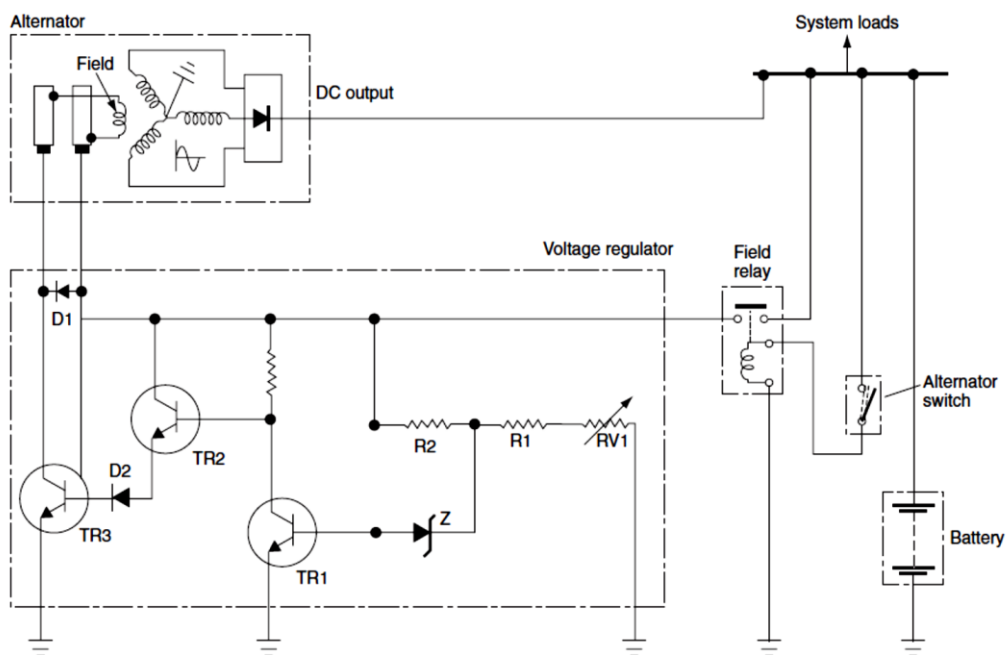 Alternator
System loads
Field
DC output
Voltage regulator
Field
relay
D1
Alternator
switch
R2
R1
RV1
TR2
D2
Z
TR3
Battery
TR1